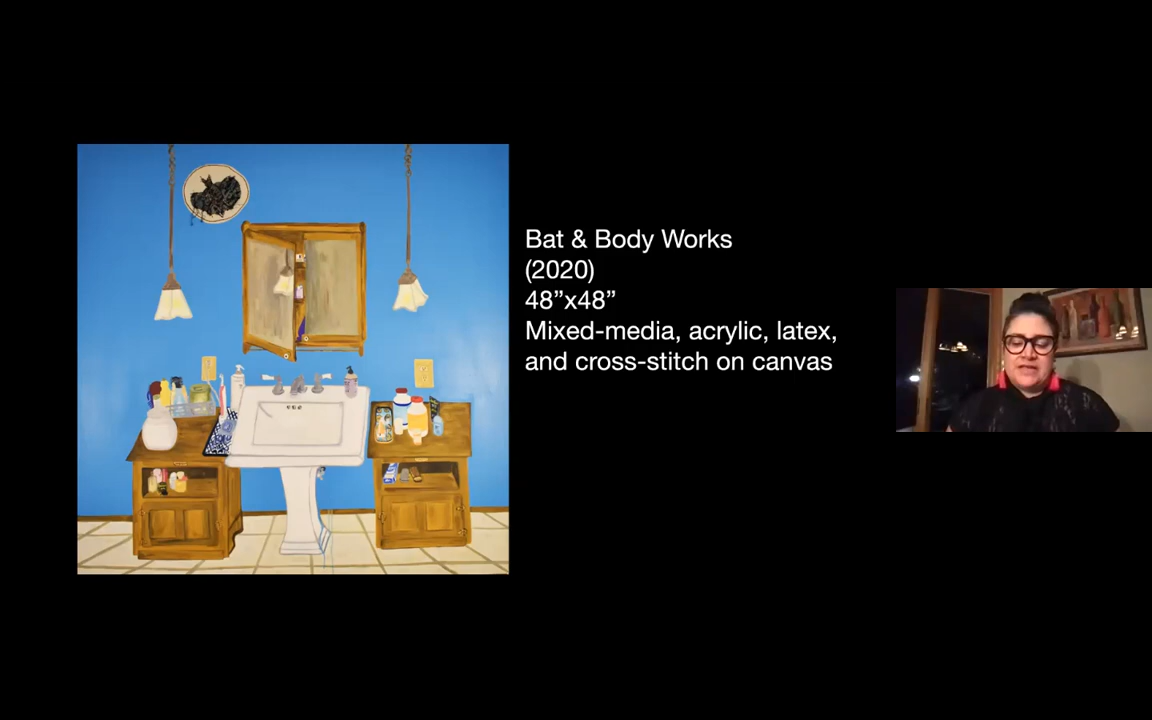 Bat & Body Works
(2020)
48”x48”
Mixed-media, acrylic, latex,
and cross-stitch on canvas